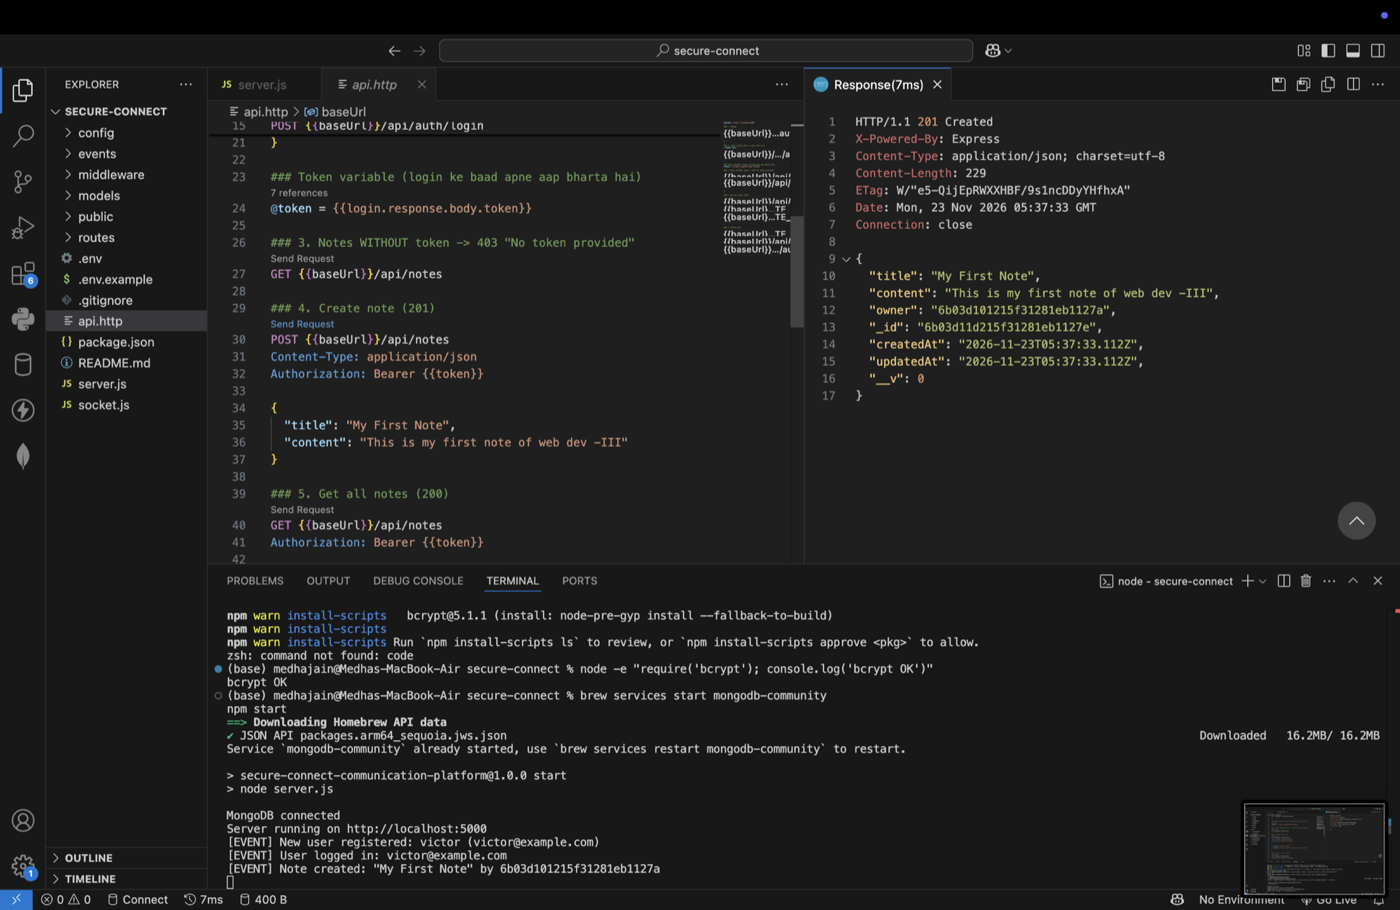 secure-connect
EXPLORER
SECURE-CONNECT
config
events
middleware
models
public
routes
.env
$ .env.example
.gitignore
api.http
{} package.json
README.md
JS server.js
JS socket.js
OUTLINE
TIMELINE
6
1
JS server.js
api.http
api.http > baseUrl
15 POST {{baseUrl}}/api/auth/login
21 }
22
23 ### Token variable (login ke baad apne aap bharta hai)
7 references
24 @token = {{login.response.body.token}}
25
26 ### 3. Notes WITHOUT token -> 403 "No token provided"
Send Request
27 GET {{baseUrl}}/api/notes
28
29 ### 4. Create note (201)
Send Request
30 POST {{baseUrl}}/api/notes
31 Content-Type: application/json
32 Authorization: Bearer {{token}}
33
34 {
35 "title": "My First Note",
36 "content": "This is my first note of web dev -III"
37 }
38
39 ### 5. Get all notes (200)
Send Request
40 GET {{baseUrl}}/api/notes
41 Authorization: Bearer {{token}}
42
Response(7ms)
1 HTTP/1.1 201 Created
2 X-Powered-By: Express
3 Content-Type: application/json; charset=utf-8
4 Content-Length: 229
5 ETag: W/"e5-QijEpRWXXHBF/9s1ncDDyYHfhxA"
6 Date: Mon, 23 Nov 2026 05:37:33 GMT
7 Connection: close
8
9 {
10 "title": "My First Note",
11 "content": "This is my first note of web dev -III",
12 "owner": "6b03d101215f31281eb1127a",
13 "_id": "6b03d11d215f31281eb1127e",
14 "createdAt": "2026-11-23T05:37:33.112Z",
15 "updatedAt": "2026-11-23T05:37:33.112Z",
16 "__v": 0
17 }
PROBLEMS OUTPUT DEBUG CONSOLE TERMINAL PORTS
node - secure-connect
npm warn install-scripts bcrypt@5.1.1 (install: node-pre-gyp install --fallback-to-build)
npm warn install-scripts
npm warn install-scripts Run `npm install-scripts ls` to review, or `npm install-scripts approve <pkg>` to allow.
zsh: command not found: code
(base) medhajain@Medhas-MacBook-Air secure-connect % node -e "require('bcrypt'); console.log('bcrypt OK')"
bcrypt OK
(base) medhajain@Medhas-MacBook-Air secure-connect % brew services start mongodb-community
npm start
==> Downloading Homebrew API data
✔ JSON API packages.arm64_sequoia.jws.json Downloaded 16.2MB/ 16.2MB
Service `mongodb-community` already started, use `brew services restart mongodb-community` to restart.
> secure-connect-communication-platform@1.0.0 start
> node server.js
MongoDB connected
Server running on http://localhost:5000
[EVENT] New user registered: victor (victor@example.com)
[EVENT] User logged in: victor@example.com
[EVENT] Note created: "My First Note" by 6b03d101215f31281eb1127a
0 0 Connect 7ms 400 B No Environment Go Live